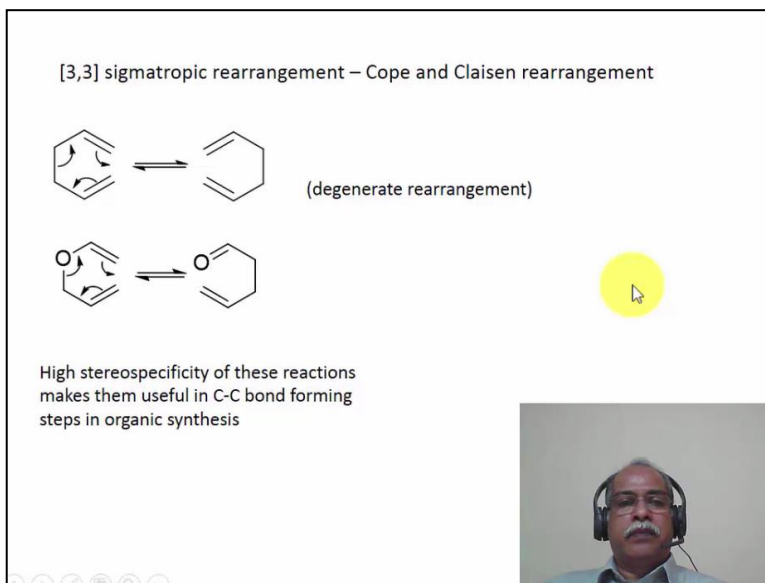 [3,3] sigmatropic rearrangement – Cope and Claisen rearrangement
(degenerate rearrangement)
O
O
High stereospecificity of these reactions
makes them useful in C-C bond forming
steps in organic synthesis